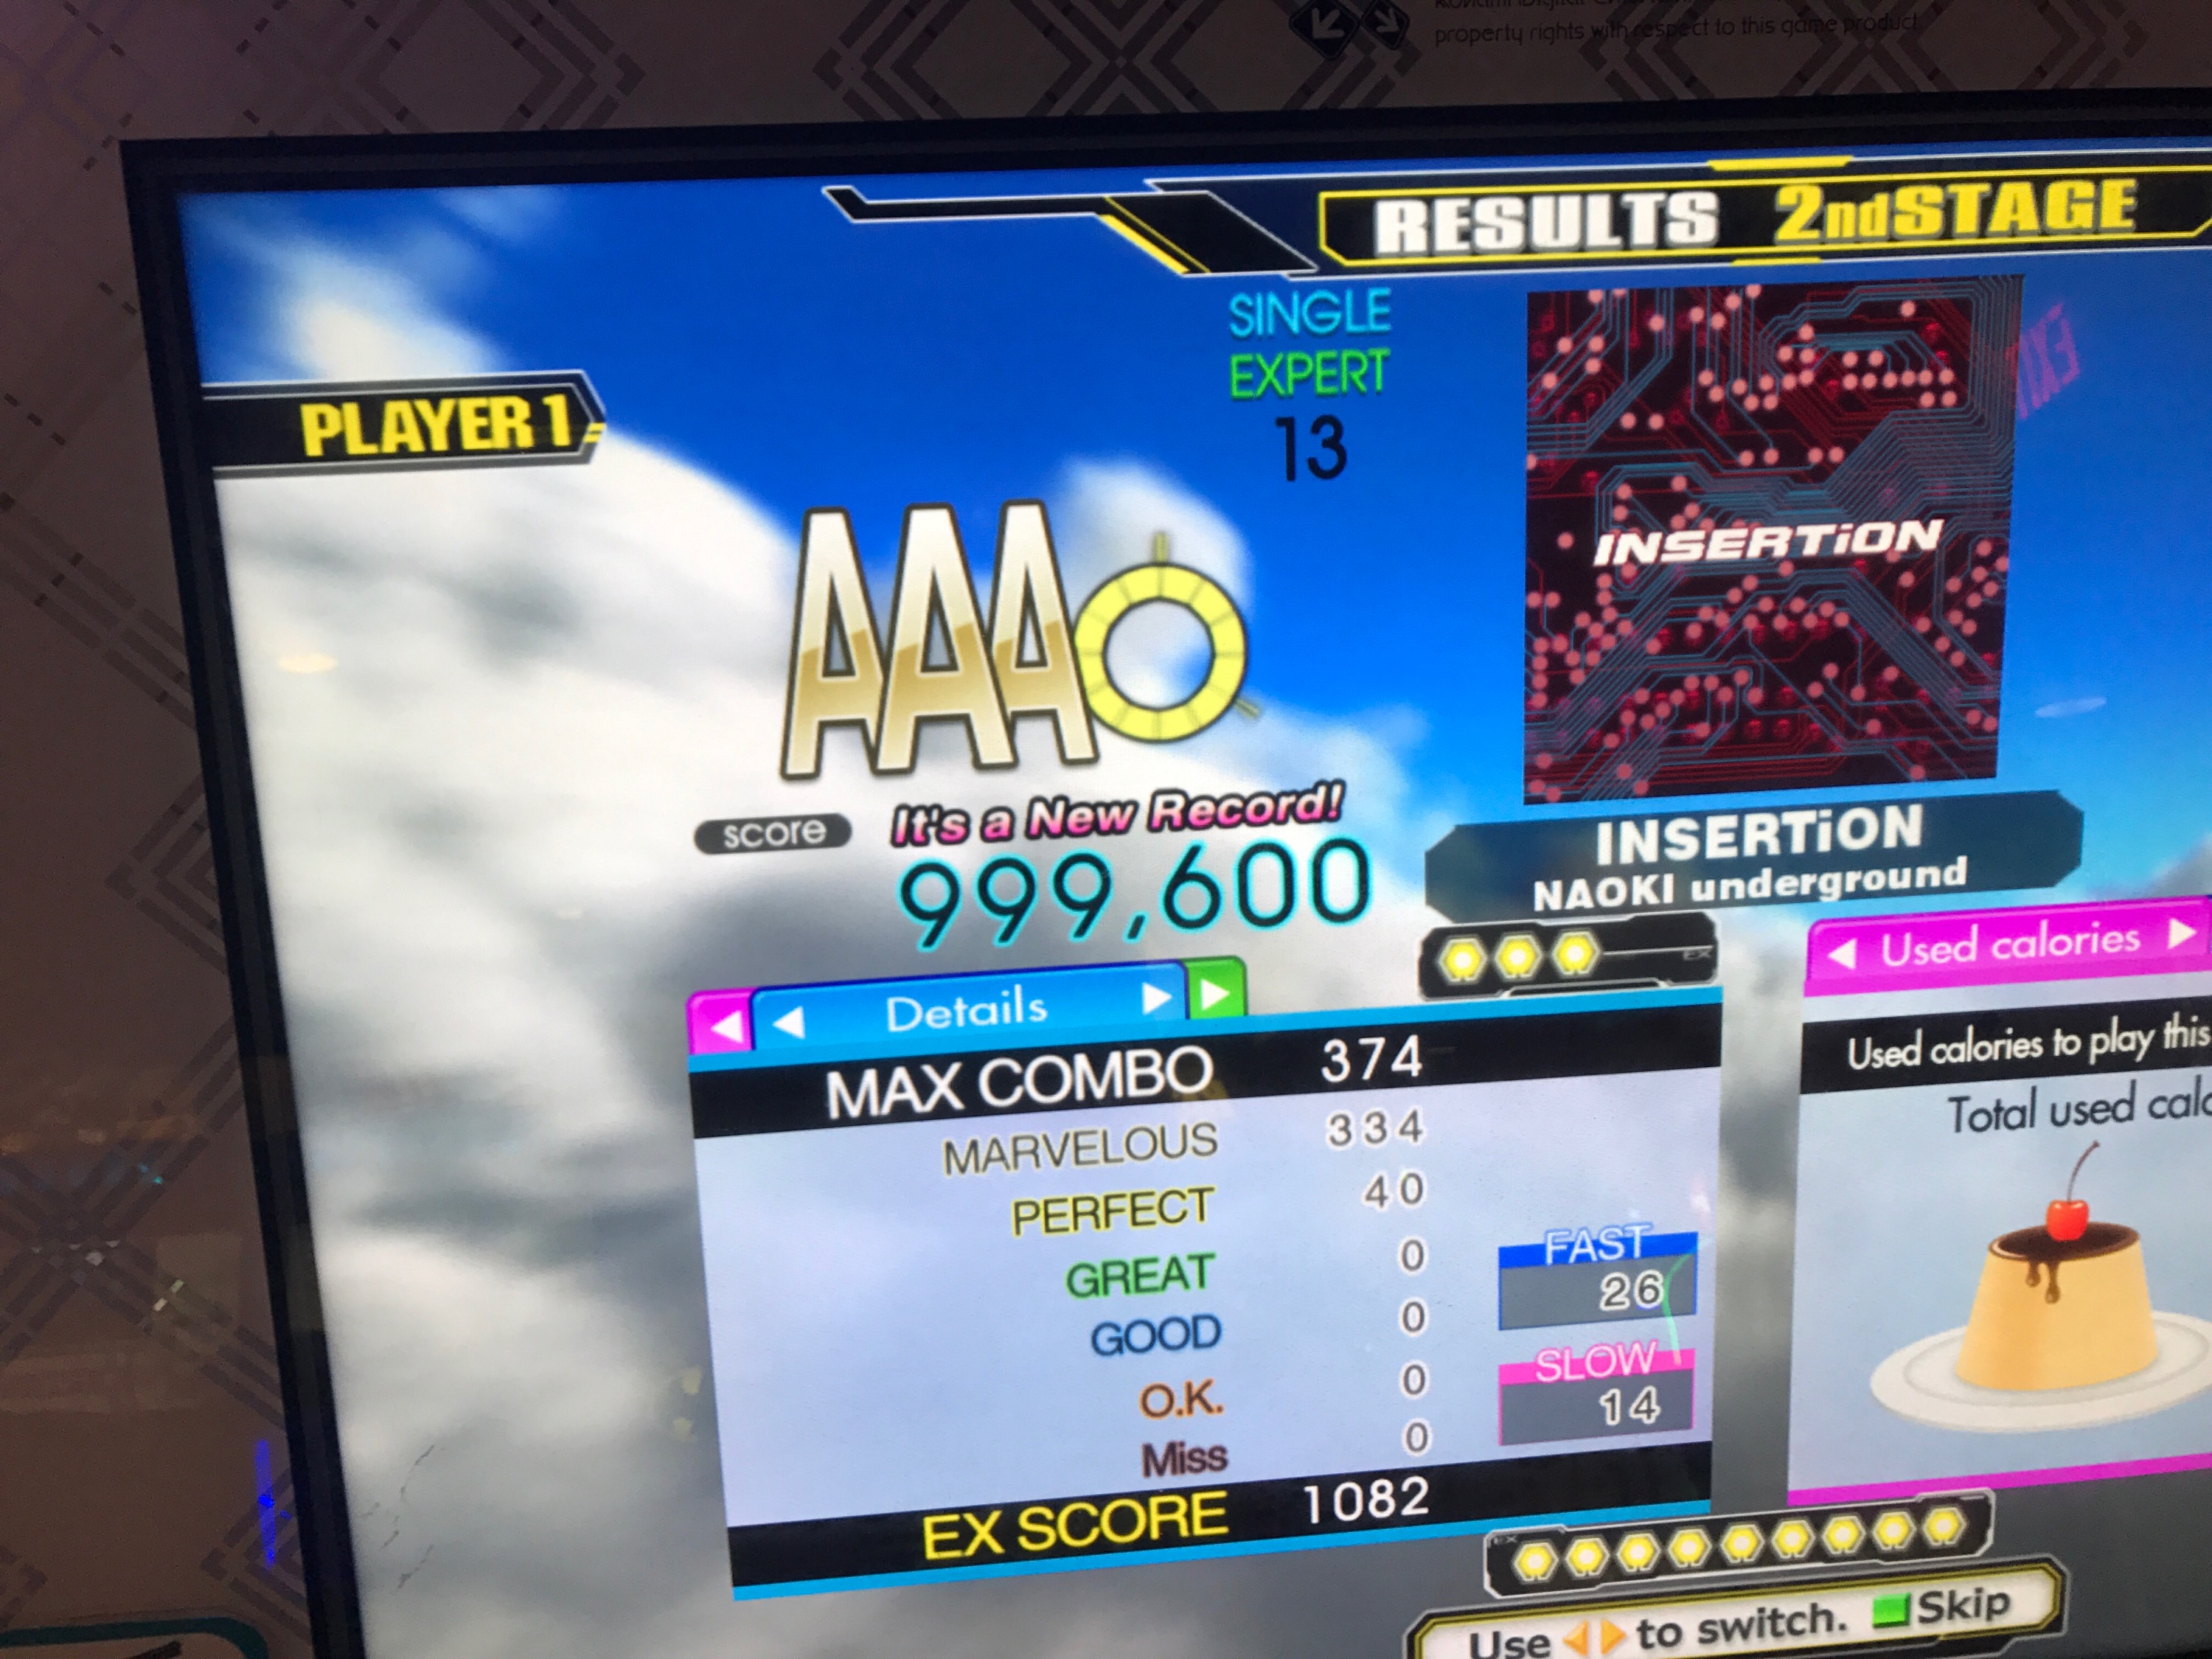 property rights with respect to this game product.
RESULTS 2ndSTAGE
SINGLE
EXPERT
13
PLAYER 1
AAA
INSERTiON
It's a New Record!
score
999,600
INSERTiON
NAOKI underground
EX
Details
Used calories
MAX COMBO 374
MARVELOUS 334
PERFECT 40
GREAT 0
GOOD 0
O.K. 0
Miss 0
FAST
26
SLOW
14
EX SCORE 1082
Used calories to play this
Total used calo
EX
Use to switch. Skip
EXIT